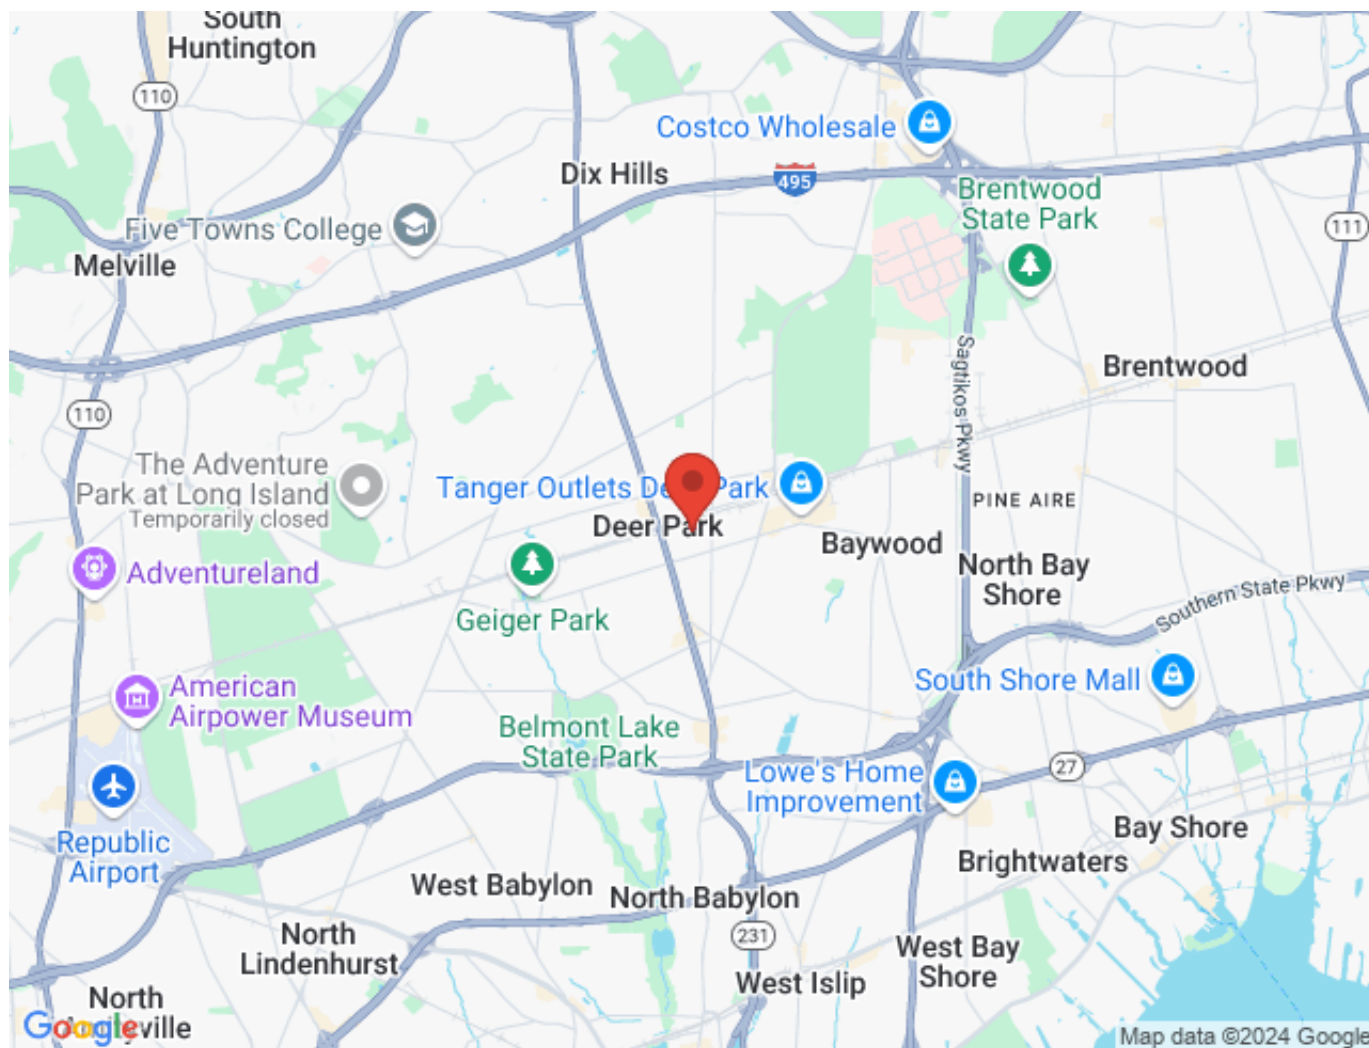 South
Huntington
110
Costco Wholesale
Dix Hills
495
Brentwood
State Park
Five Towns College
111
Melville
Sagtikos Pkwy
Brentwood
110
The Adventure
Park at Long Island
Temporarily closed
Tanger Outlets Deer Park
PINE AIRE
Deer Park
Baywood
Adventureland
North Bay
Shore
Southern State Pkwy
Geiger Park
American
Airpower Museum
South Shore Mall
Belmont Lake
State Park
27
Lowe's Home
Improvement
Republic
Airport
Bay Shore
Brightwaters
West Babylon
North Babylon
231
North
Lindenhurst
West Bay
Shore
West Islip
North
Google
Map data ©2024 Google